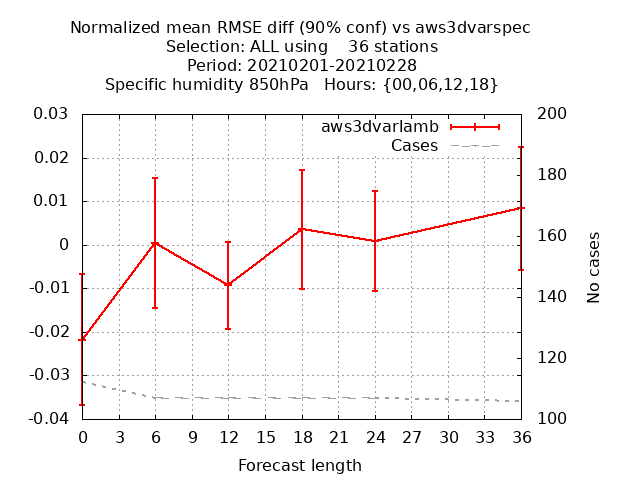 Normalized mean RMSE diff (90% conf) vs aws3dvarspec
Selection: ALL using    36 stations
Period: 20210201-20210228
Specific humidity 850hPa   Hours: {00,06,12,18}
0.03
0.02
0.01
0
-0.01
-0.02
-0.03
-0.04
aws3dvarlamb
Cases
200
180
160
140
120
100
No cases
0 3 6 9 12 15 18 21 24 27 30 33 36
Forecast length